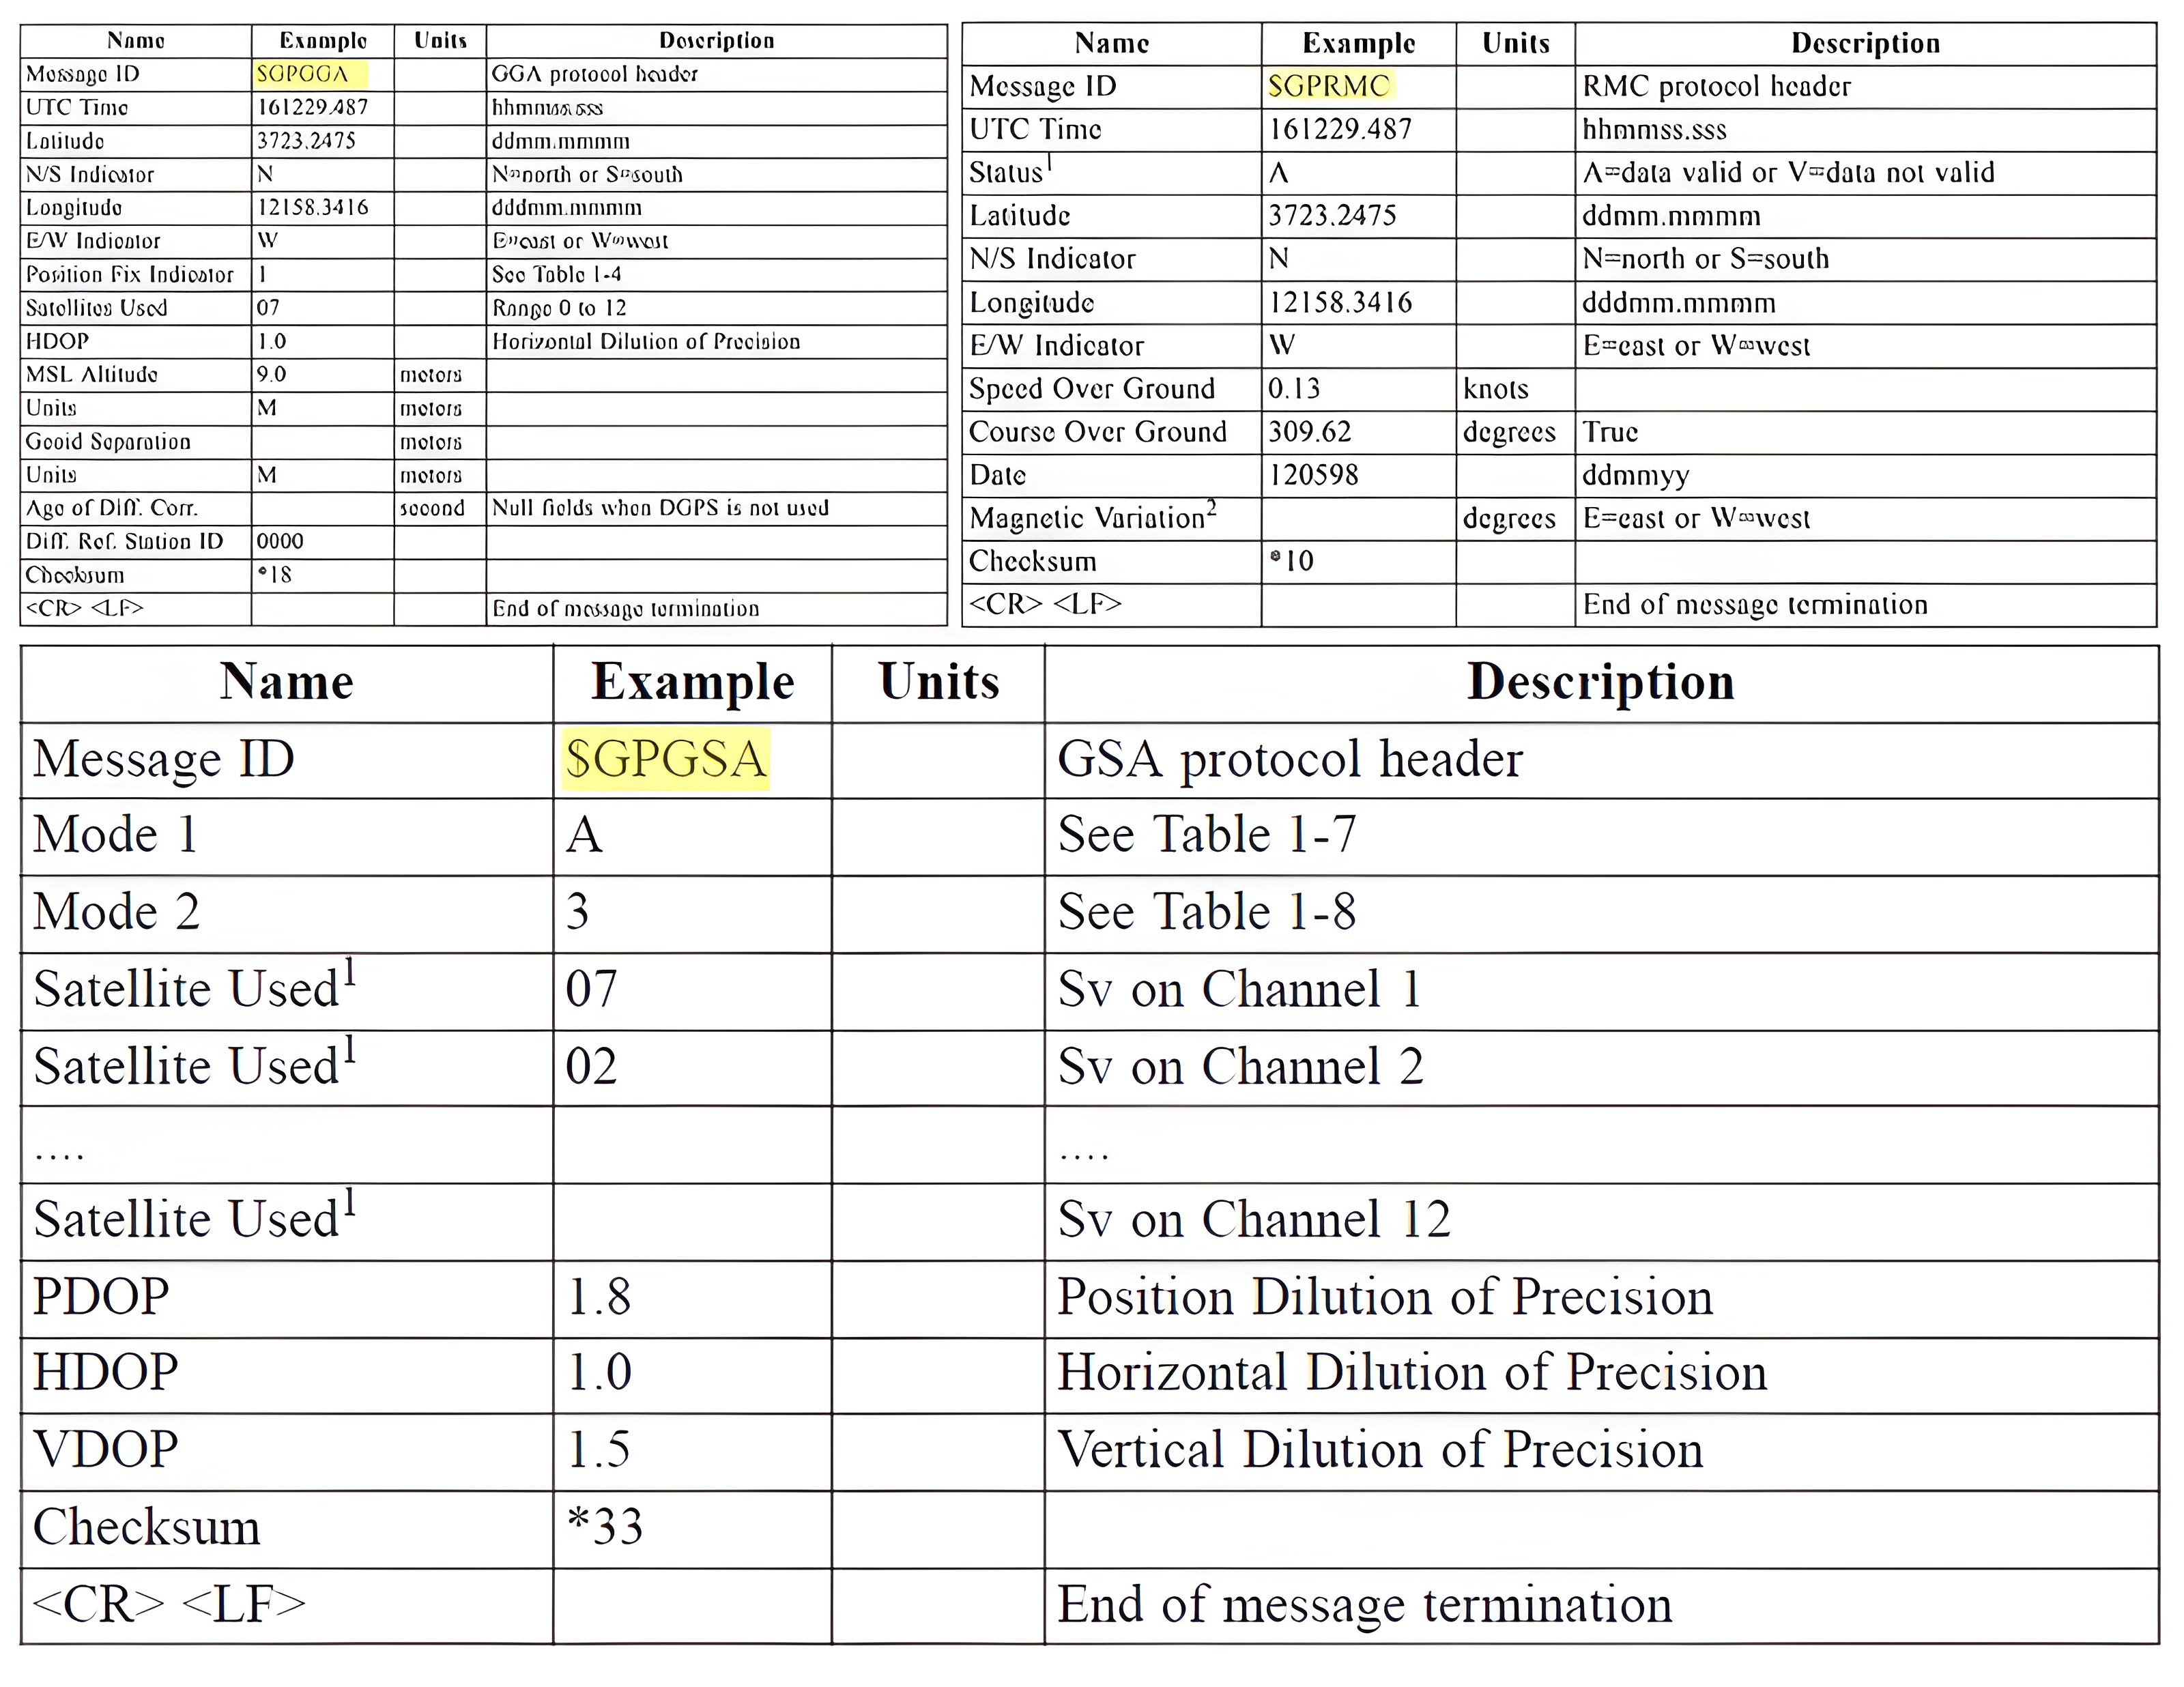 Name Example Units Description
Message ID $GPGGA GGA protocol header
UTC Time 161229.487 hhmmss.sss
Latitude 3723.2475 ddmm.mmmm
N/S Indicator N N=north or S=south
Longitude 12158.3416 dddmm.mmmm
E/W Indicator W E=east or W=west
Position Fix Indicator 1 See Table 1-4
Satellites Used 07 Range 0 to 12
HDOP 1.0 Horizontal Dilution of Precision
MSL Altitude 9.0 meters
Units M meters
Geoid Separation meters
Units M meters
Age of Diff. Corr. second Null fields when DGPS is not used
Diff. Ref. Station ID 0000
Checksum *18
<CR> <LF> End of message termination
Name Example Units Description
Message ID $GPRMC RMC protocol header
UTC Time 161229.487 hhmmss.sss
Status1 A A=data valid or V=data not valid
Latitude 3723.2475 ddmm.mmmm
N/S Indicator N N=north or S=south
Longitude 12158.3416 dddmm.mmmm
E/W Indicator W E=east or W=west
Speed Over Ground 0.13 knots
Course Over Ground 309.62 degrees True
Date 120598 ddmmyy
Magnetic Variation2 degrees E=east or W=west
Checksum *10
<CR> <LF> End of message termination
Name Example Units Description
Message ID $GPGSA GSA protocol header
Mode 1 A See Table 1-7
Mode 2 3 See Table 1-8
Satellite Used1 07 Sv on Channel 1
Satellite Used1 02 Sv on Channel 2
.... ....
Satellite Used1 Sv on Channel 12
PDOP 1.8 Position Dilution of Precision
HDOP 1.0 Horizontal Dilution of Precision
VDOP 1.5 Vertical Dilution of Precision
Checksum *33
<CR> <LF> End of message termination